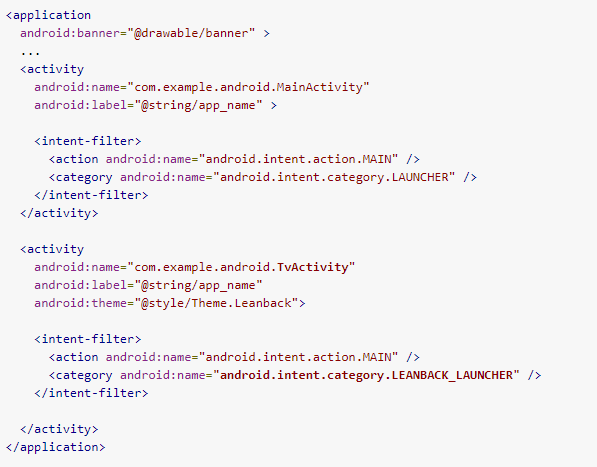 <application
android:banner="@drawable/banner" >
...
<activity
android:name="com.example.android.MainActivity"
android:label="@string/app_name" >
<intent-filter>
<action android:name="android.intent.action.MAIN" />
<category android:name="android.intent.category.LAUNCHER" />
</intent-filter>
</activity>
<activity
android:name="com.example.android.TvActivity"
android:label="@string/app_name"
android:theme="@style/Theme.Leanback">
<intent-filter>
<action android:name="android.intent.action.MAIN" />
<category android:name="android.intent.category.LEANBACK_LAUNCHER" />
</intent-filter>
</activity>
</application>